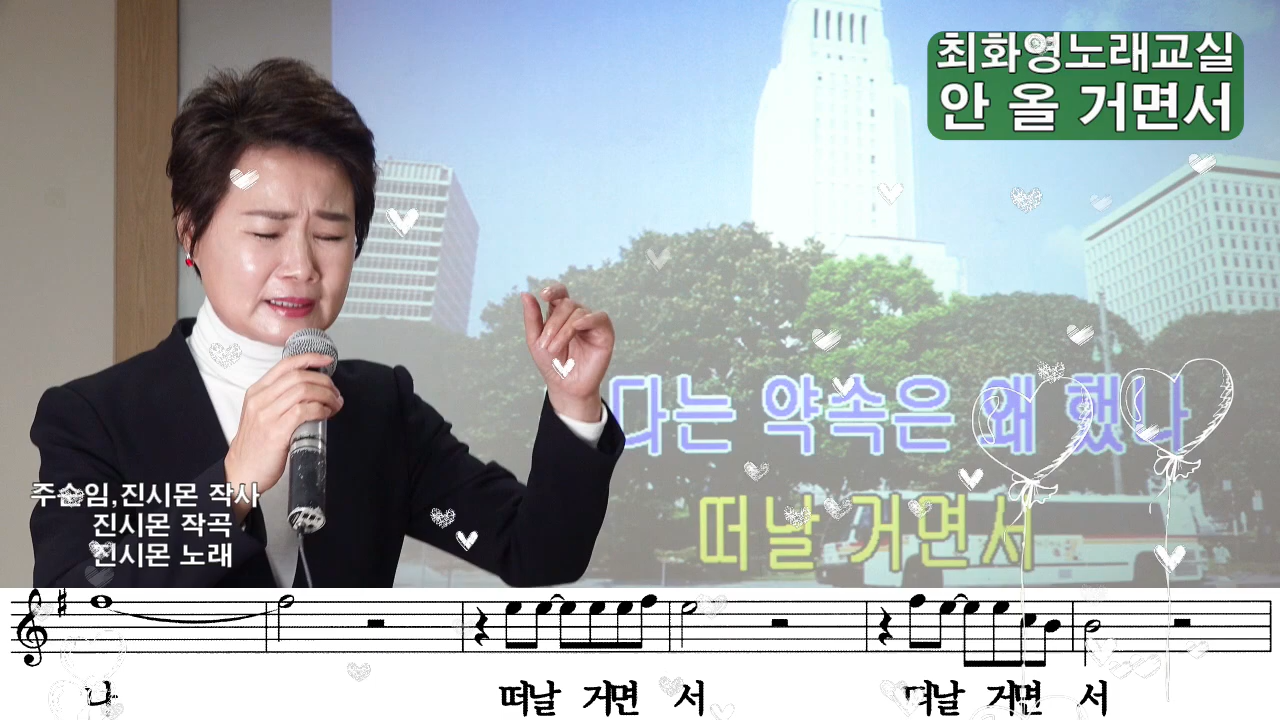 최화영노래교실
안 올 거면서
다는 약속은 왜 했나
떠날 거면서
주순임,진시몬 작사
진시몬 작곡
진시몬 노래
나 떠날 거면 서 떠날 거면 서